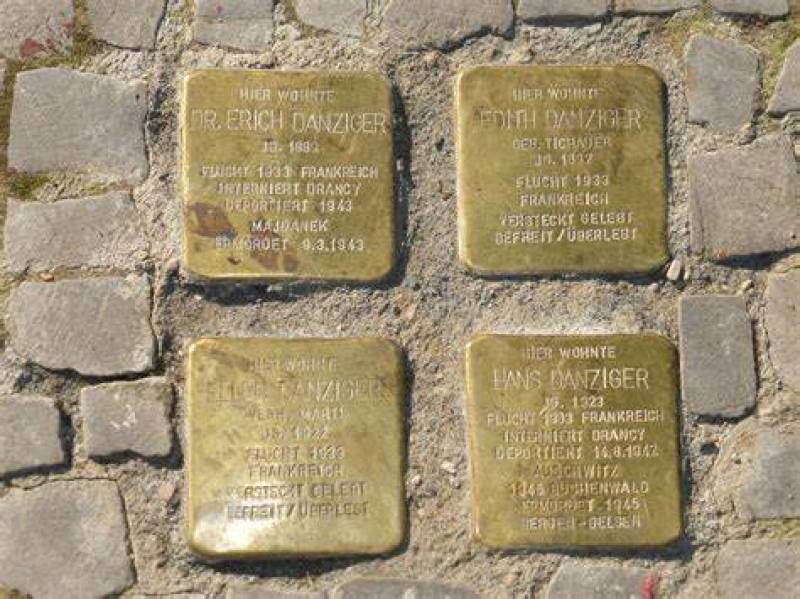 HIER WOHNTE
DR. ERICH DANZIGER
JG.
FLUCHT 1933 FRANKREICH
INTERNIERT DRANCY
DEPORTIERT 1943
MAJDANEK
ERMORDET 9.3.1943
HIER WOHNTE
EDITH DANZIGER
GEB. TICHAUER
JG.
FLUCHT 1933
FRANKREICH
VERSTECKT GELEBT
BEFREIT/ÜBERLEBT
HIER WOHNTE
DANZIGER
JG. 1922
FLUCHT 1933
FRANKREICH
VERSTECKT GELEBT
BEFREIT/ÜBERLEBT
HIER WOHNTE
HANS DANZIGER
JG. 1923
FLUCHT 1933 FRANKREICH
INTERNIERT DRANCY
DEPORTIERT 14.8.1942
AUSCHWITZ
1945 BUCHENWALD
ERMORDET 1945
BERGEN-BELSEN